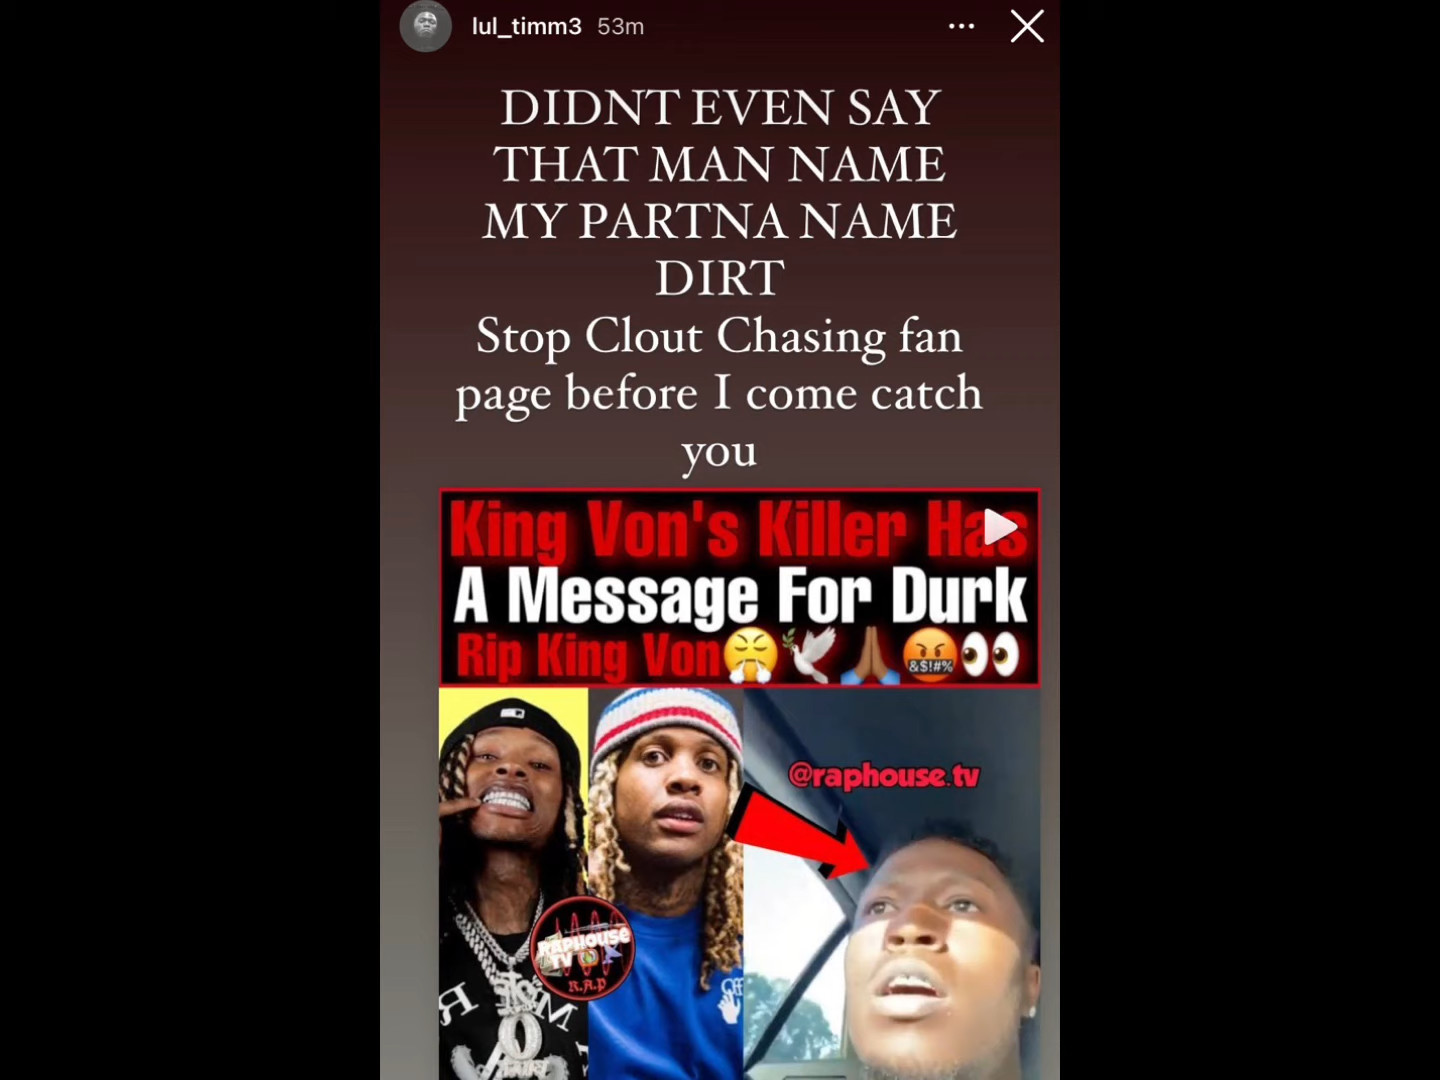 lul_timm3 53m
DIDNT EVEN SAY
THAT MAN NAME
MY PARTNA NAME
DIRT
Stop Clout Chasing fan
page before I come catch
you
King Von's Killer Has
A Message For Durk
Rip King Von
&$!#%
@raphouse.tv
RAPHOUSE
TV
R.A.P